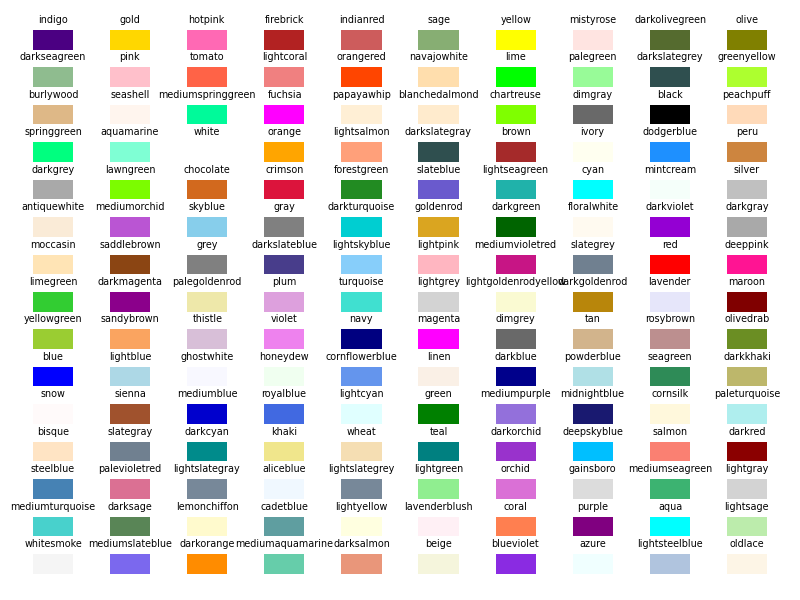 indigo gold hotpink firebrick indianred sage yellow mistyrose darkolivegreen olive
darkseagreen pink tomato lightcoral orangered navajowhite lime palegreen darkslategrey greenyellow
burlywood seashell mediumspringgreen fuchsia papayawhip blanchedalmond chartreuse dimgray black peachpuff
springgreen aquamarine white orange lightsalmon darkslategray brown ivory dodgerblue peru
darkgrey lawngreen chocolate crimson forestgreen slateblue lightseagreen cyan mintcream silver
antiquewhite mediumorchid skyblue gray darkturquoise goldenrod darkgreen floralwhite darkviolet darkgray
moccasin saddlebrown grey darkslateblue lightskyblue lightpink mediumvioletred slategrey red deeppink
limegreen darkmagenta palegoldenrod plum turquoise lightgrey lightgoldenrodyellow darkgoldenrod lavender maroon
yellowgreen sandybrown thistle violet navy magenta dimgrey tan rosybrown olivedrab
blue lightblue ghostwhite honeydew cornflowerblue linen darkblue powderblue seagreen darkkhaki
snow sienna mediumblue royalblue lightcyan green mediumpurple midnightblue cornsilk paleturquoise
bisque slategray darkcyan khaki wheat teal darkorchid deepskyblue salmon darkred
steelblue palevioletred lightslategray aliceblue lightslategrey lightgreen orchid gainsboro mediumseagreen lightgray
mediumturquoise darksage lemonchiffon cadetblue lightyellow lavenderblush coral purple aqua lightsage
whitesmoke mediumslateblue darkorange mediumaquamarine darksalmon beige blueviolet azure lightsteelblue oldlace